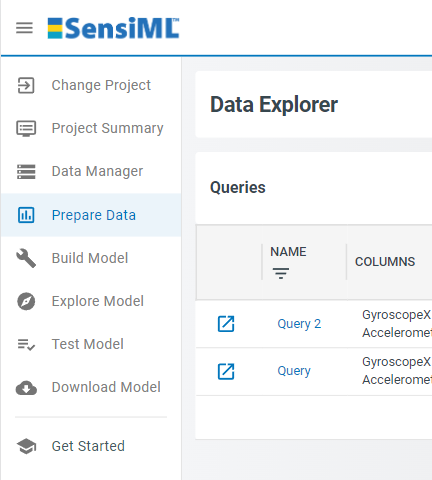 SensiML™
Change Project
Project Summary
Data Manager
Prepare Data
Build Model
Explore Model
Test Model
Download Model
Get Started
Data Explorer
Queries
NAME
COLUMNS
Query 2
GyroscopeX
Acceleromet
Query
GyroscopeX
Acceleromet